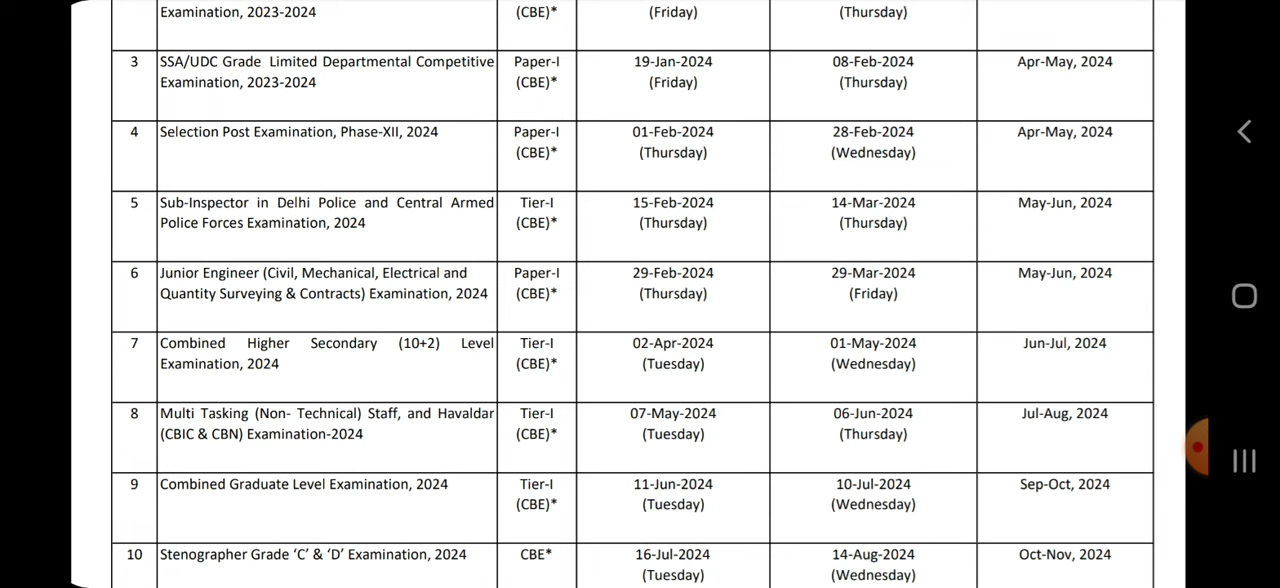 Examination, 2023-2024 (CBE)* (Friday) (Thursday)
3 SSA/UDC Grade Limited Departmental Competitive Paper-I 19-Jan-2024 08-Feb-2024 Apr-May, 2024
Examination, 2023-2024 (CBE)* (Friday) (Thursday)
4 Selection Post Examination, Phase-XII, 2024 Paper-I 01-Feb-2024 28-Feb-2024 Apr-May, 2024
(CBE)* (Thursday) (Wednesday)
5 Sub-Inspector in Delhi Police and Central Armed Tier-I 15-Feb-2024 14-Mar-2024 May-Jun, 2024
Police Forces Examination, 2024 (CBE)* (Thursday) (Thursday)
6 Junior Engineer (Civil, Mechanical, Electrical and Paper-I 29-Feb-2024 29-Mar-2024 May-Jun, 2024
Quantity Surveying & Contracts) Examination, 2024 (CBE)* (Thursday) (Friday)
7 Combined Higher Secondary (10+2) Level Tier-I 02-Apr-2024 01-May-2024 Jun-Jul, 2024
Examination, 2024 (CBE)* (Tuesday) (Wednesday)
8 Multi Tasking (Non- Technical) Staff, and Havaldar Tier-I 07-May-2024 06-Jun-2024 Jul-Aug, 2024
(CBIC & CBN) Examination-2024 (CBE)* (Tuesday) (Thursday)
9 Combined Graduate Level Examination, 2024 Tier-I 11-Jun-2024 10-Jul-2024 Sep-Oct, 2024
(CBE)* (Tuesday) (Wednesday)
10 Stenographer Grade ‘C’ & ‘D’ Examination, 2024 CBE* 16-Jul-2024 14-Aug-2024 Oct-Nov, 2024
(Tuesday) (Wednesday)